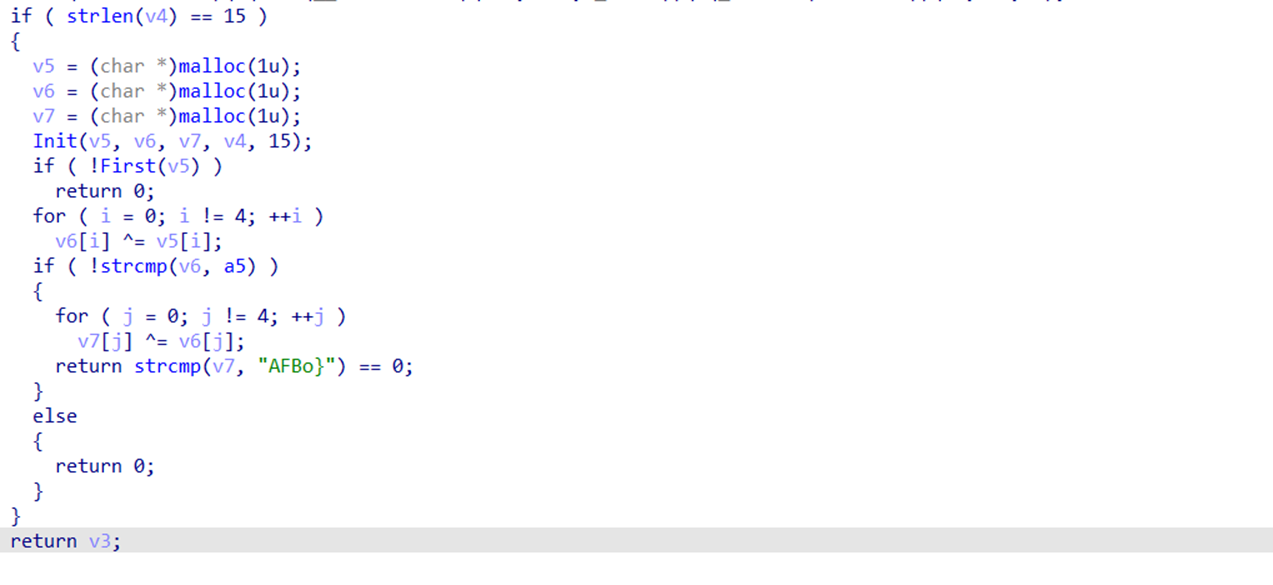 if ( strlen(v4) == 15 )
{
  v5 = (char *)malloc(1u);
  v6 = (char *)malloc(1u);
  v7 = (char *)malloc(1u);
  Init(v5, v6, v7, v4, 15);
  if ( !First(v5) )
    return 0;
  for ( i = 0; i != 4; ++i )
    v6[i] ^= v5[i];
  if ( !strcmp(v6, a5) )
  {
    for ( j = 0; j != 4; ++j )
      v7[j] ^= v6[j];
    return strcmp(v7, "AFBo}") == 0;
  }
  else
  {
    return 0;
  }
}
return v3;